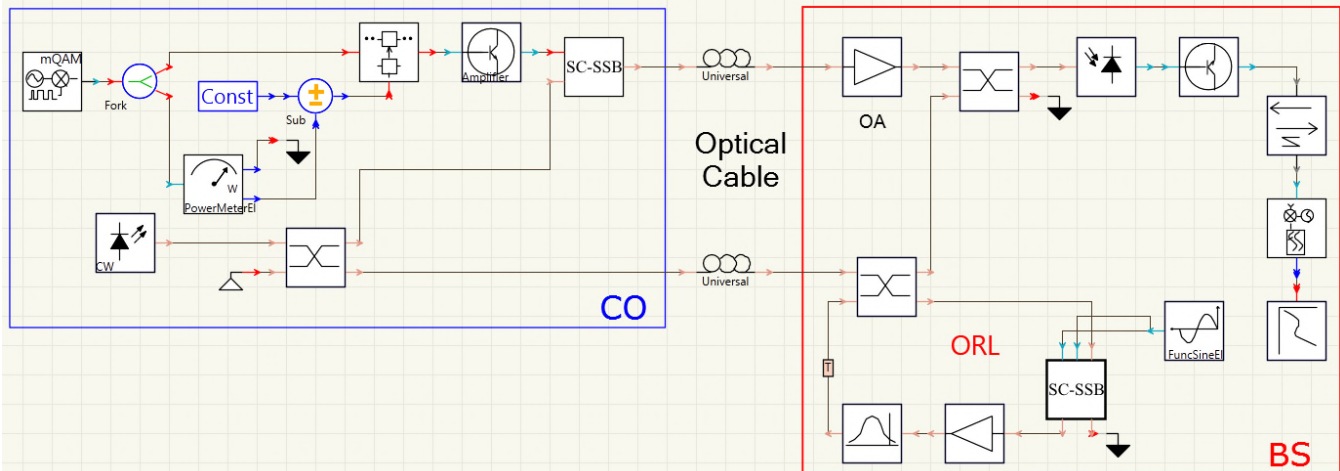 mQAM
Fork
Const
Sub
±
W
PowerMeterEl
CW
Amplifier
SC-SSB
CO
Universal
Optical
Cable
Universal
OA
ORL
T
FuncSineEl
SC-SSB
BS